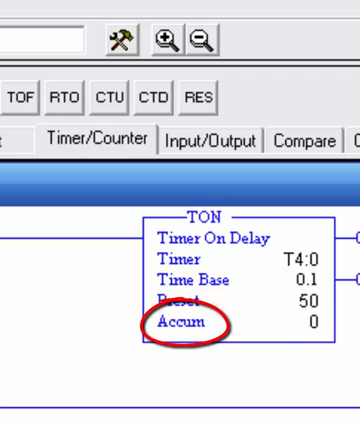 TOF RTO CTU CTD RES
Timer/Counter Input/Output Compare
TON
Timer On Delay
Timer T4:0
Time Base 0.1
Preset 50
Accum 0